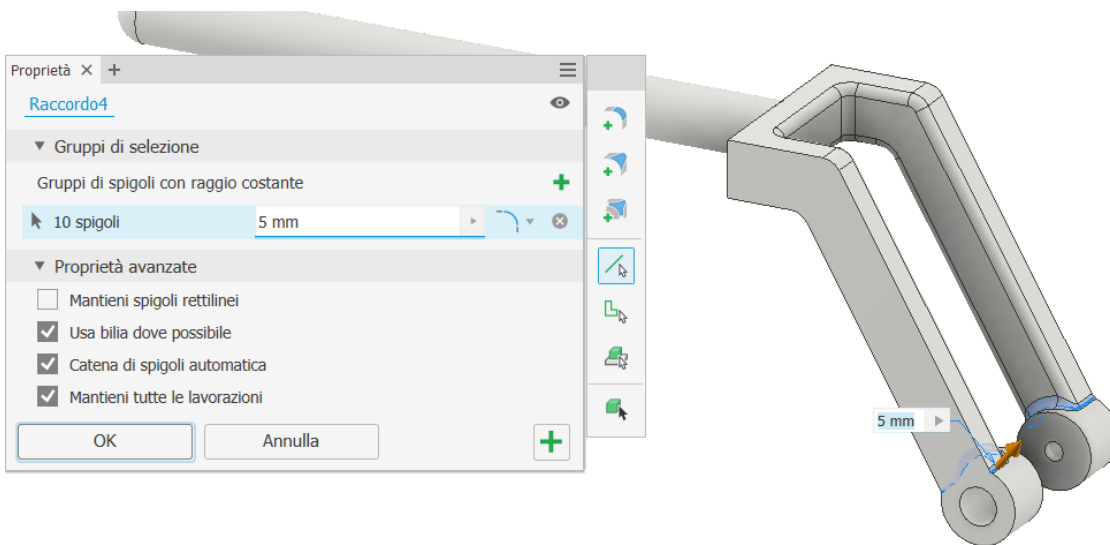 Proprietà
Raccordo4
Gruppi di selezione
Gruppi di spigoli con raggio costante
10 spigoli 5 mm
Proprietà avanzate
Mantieni spigoli rettilinei
Usa bilia dove possibile
Catena di spigoli automatica
Mantieni tutte le lavorazioni
OK Annulla
5 mm